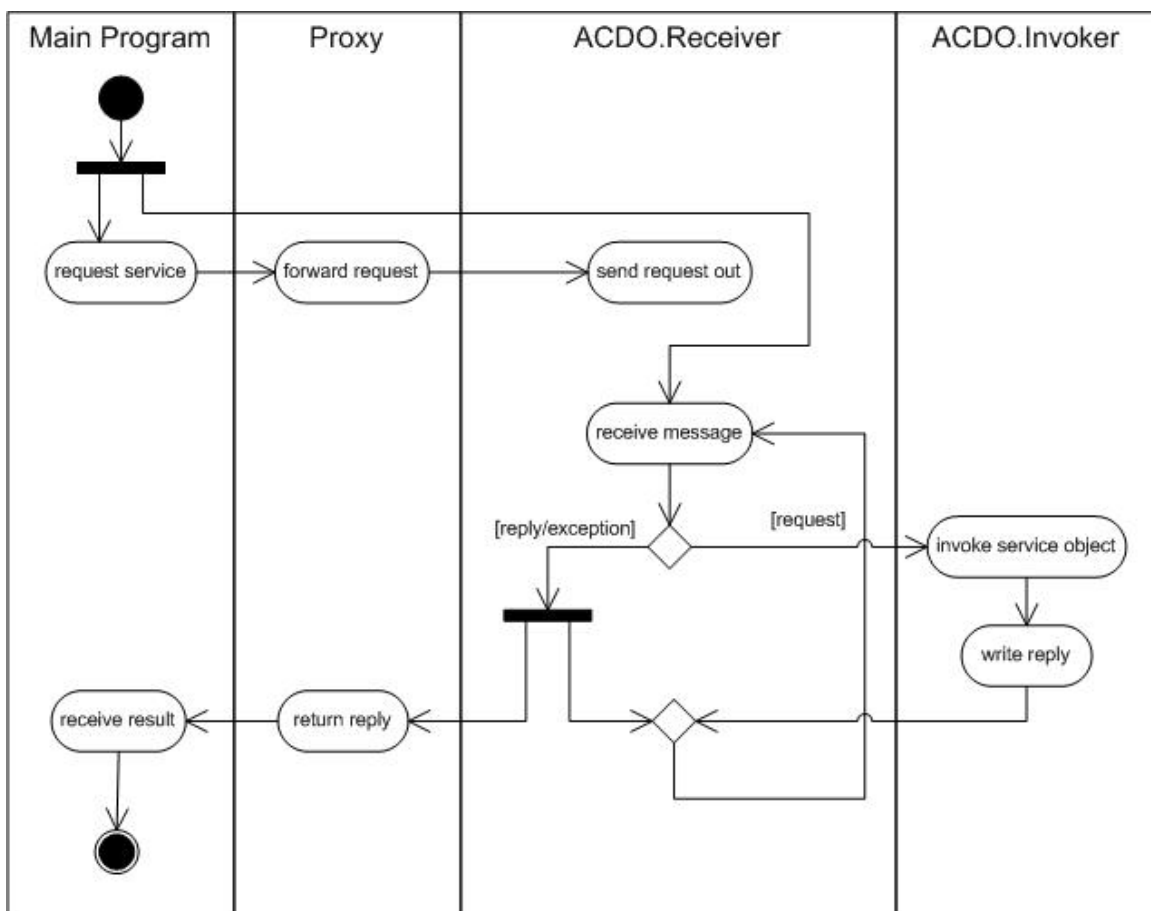 Main Program
Proxy
ACDO.Receiver
ACDO.Invoker
request service
forward request
send request out
receive message
[reply/exception]
[request]
invoke service object
write reply
receive result
return reply